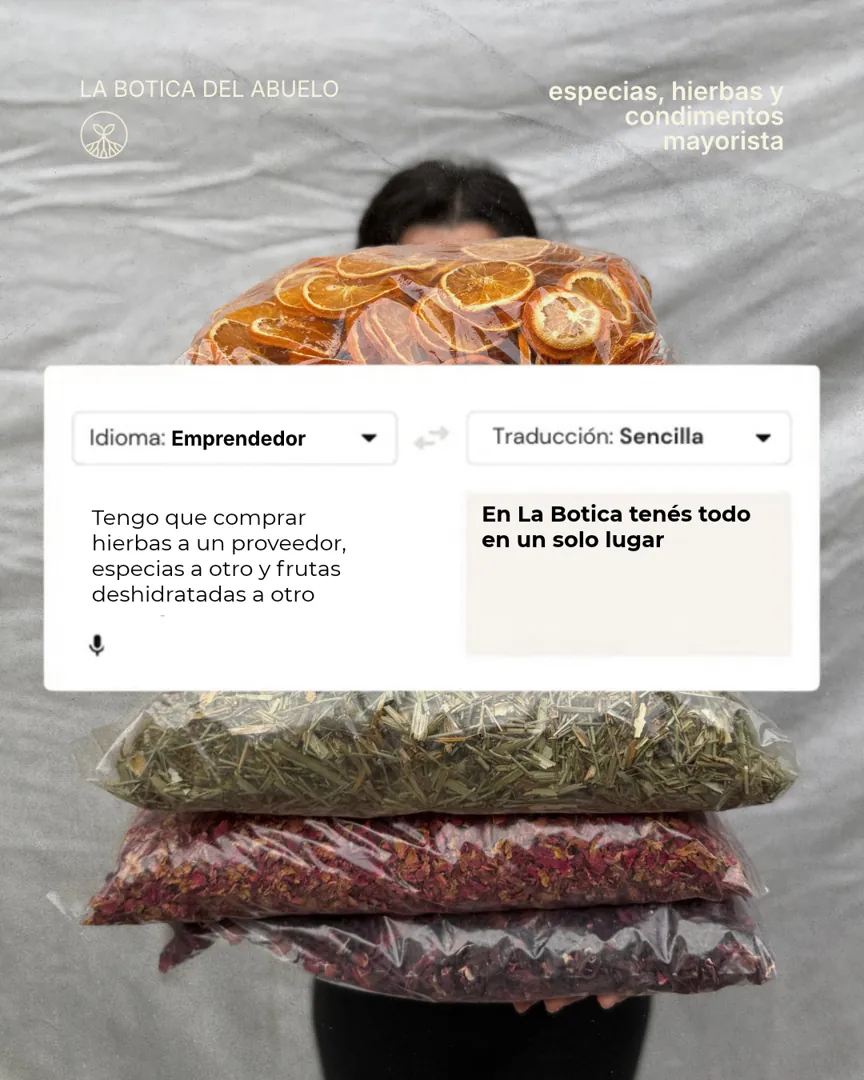 LA BOTICA DEL ABUELO
especias, hierbas y
condimentos
mayorista
Idioma: Emprendedor
Traducción: Sencilla
Tengo que comprar
hierbas a un proveedor,
especias a otro y frutas
deshidratadas a otro
En La Botica tenés todo
en un solo lugar